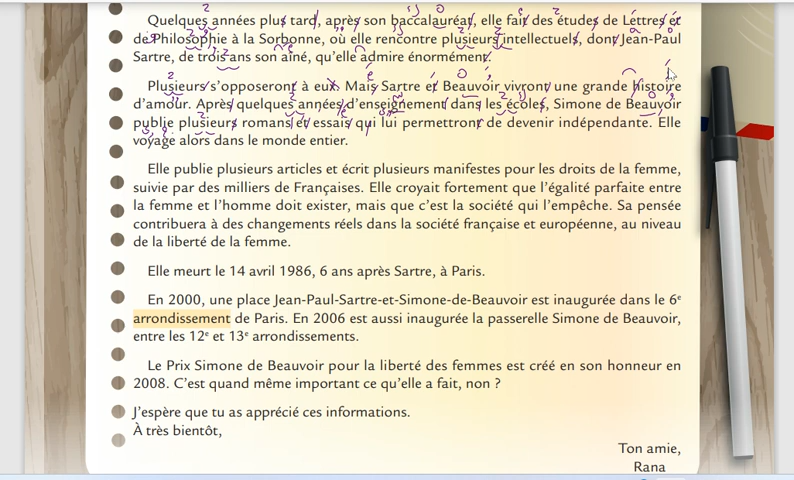 Quelques années plus tard, après son baccalauréat, elle fait des études de Lettres et
de Philosophie à la Sorbonne, où elle rencontre plusieurs intellectuels, dont Jean-Paul
Sartre, de trois ans son aîné, qu'elle admire énormément.
Plusieurs s'opposeront à eux. Mais Sartre et Beauvoir vivront une grande histoire
d'amour. Après quelques années d'enseignement dans les écoles, Simone de Beauvoir
publie plusieurs romans et essais qui lui permettront de devenir indépendante. Elle
voyage alors dans le monde entier.
Elle publie plusieurs articles et écrit plusieurs manifestes pour les droits de la femme,
suivie par des milliers de Françaises. Elle croyait fortement que l'égalité parfaite entre
la femme et l'homme doit exister, mais que c'est la société qui l'empêche. Sa pensée
contribuera à des changements réels dans la société française et européenne, au niveau
de la liberté de la femme.
Elle meurt le 14 avril 1986, 6 ans après Sartre, à Paris.
En 2000, une place Jean-Paul-Sartre-et-Simone-de-Beauvoir est inaugurée dans le 6e
arrondissement de Paris. En 2006 est aussi inaugurée la passerelle Simone de Beauvoir,
entre les 12e et 13e arrondissements.
Le Prix Simone de Beauvoir pour la liberté des femmes est créé en son honneur en
2008. C'est quand même important ce qu'elle a fait, non ?
J'espère que tu as apprécié ces informations.
À très bientôt,
Ton amie,
Rana